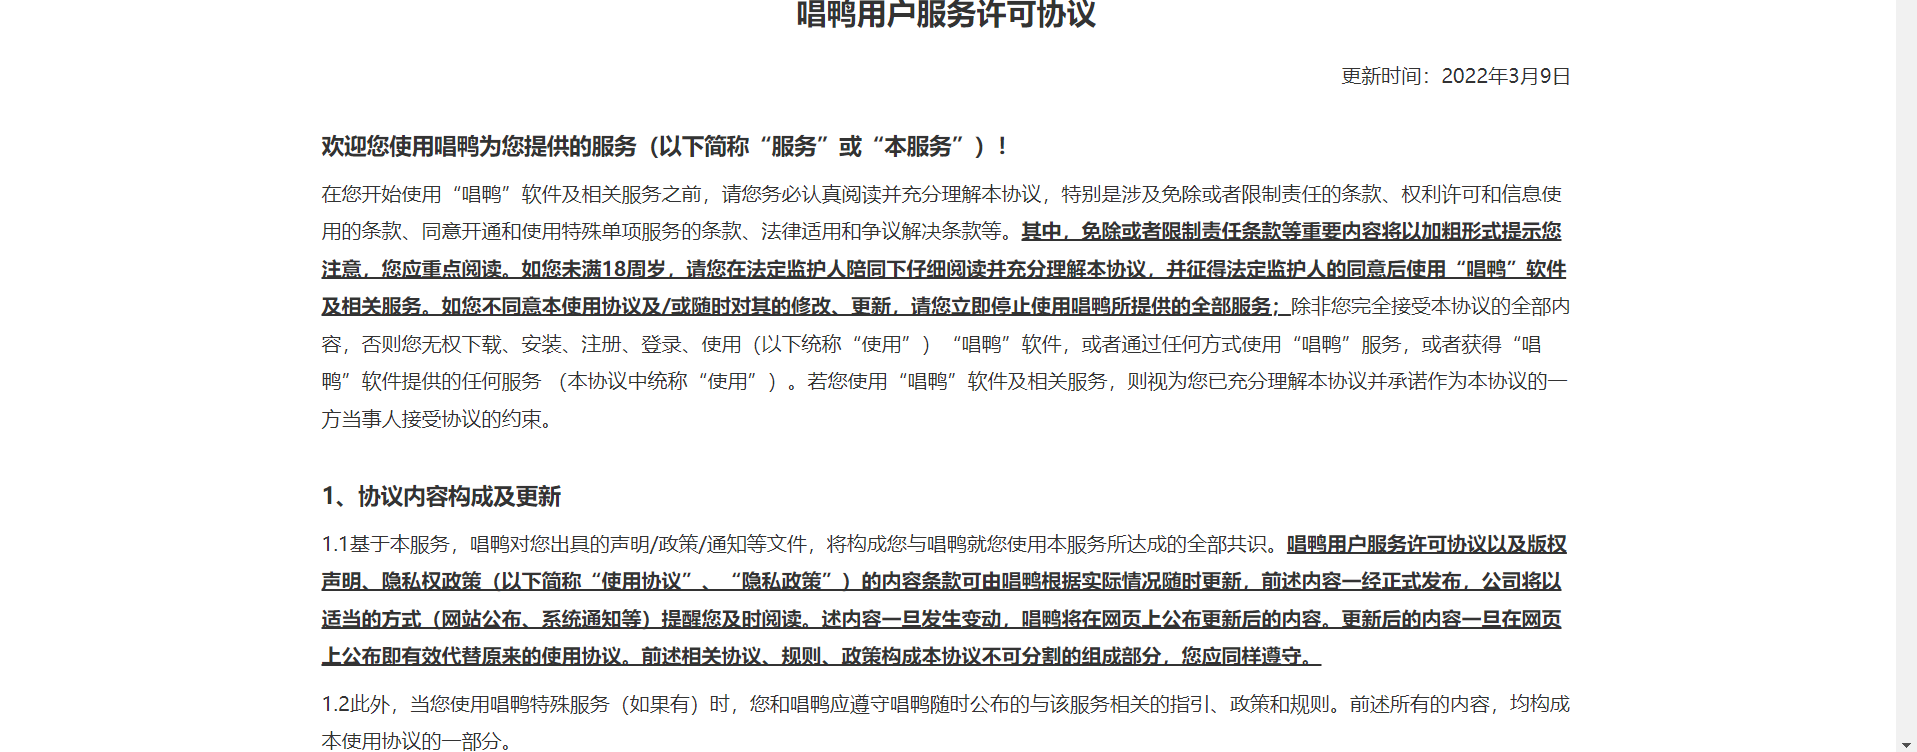 唱鸭用户服务许可协议
更新时间：2022年3月9日
欢迎您使用唱鸭为您提供的服务（以下简称“服务”或“本服务”）！
在您开始使用“唱鸭”软件及相关服务之前，请您务必认真阅读并充分理解本协议，特别是涉及免除或者限制责任的条款、权利许可和信息使
用的条款、同意开通和使用特殊单项服务的条款、法律适用和争议解决条款等。其中，免除或者限制责任条款等重要内容将以加粗形式提示您
注意，您应重点阅读。如您未满18周岁，请您在法定监护人陪同下仔细阅读并充分理解本协议，并征得法定监护人的同意后使用“唱鸭”软件
及相关服务。如您不同意本使用协议及/或随时对其的修改、更新，请您立即停止使用唱鸭所提供的全部服务；除非您完全接受本协议的全部内
容，否则您无权下载、安装、注册、登录、使用（以下统称“使用”）“唱鸭”软件，或者通过任何方式使用“唱鸭”服务，或者获得“唱
鸭”软件提供的任何服务 （本协议中统称“使用”）。若您使用“唱鸭”软件及相关服务，则视为您已充分理解本协议并承诺作为本协议的一
方当事人接受协议的约束。
1、协议内容构成及更新
1.1基于本服务，唱鸭对您出具的声明/政策/通知等文件，将构成您与唱鸭就您使用本服务所达成的全部共识。唱鸭用户服务许可协议以及版权
声明、隐私权政策（以下简称“使用协议”、“隐私政策”）的内容条款可由唱鸭根据实际情况随时更新，前述内容一经正式发布，公司将以
适当的方式（网站公布、系统通知等）提醒您及时阅读。述内容一旦发生变动，唱鸭将在网页上公布更新后的内容。更新后的内容一旦在网页
上公布即有效代替原来的使用协议。前述相关协议、规则、政策构成本协议不可分割的组成部分，您应同样遵守。
1.2此外，当您使用唱鸭特殊服务（如果有）时，您和唱鸭应遵守唱鸭随时公布的与该服务相关的指引、政策和规则。前述所有的内容，均构成
本使用协议的一部分。